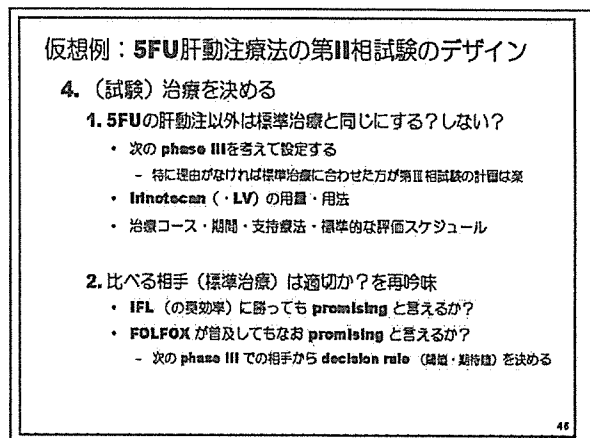 仮想例：5FU肝動注療法の第II相試験のデザイン
4. （試験）治療を決める
1. 5FUの肝動注以外は標準治療と同じにする？しない？
・ 次の phase IIIを考えて設定する
– 特に理由がなければ標準治療に合わせた方が第Ⅲ相試験の計画は楽
・ Irinotecan（・LV）の用量・用法
・ 治療コース・期間・支持療法・標準的な評価スケジュール
2. 比べる相手（標準治療）は適切か？を再吟味
・ IFL（の奏効率）に勝っても promising と言えるか？
・ FOLFOX が普及してもなお promising と言えるか？
– 次の phase III での相手から decision rule （閾値・期待値）を決める
46